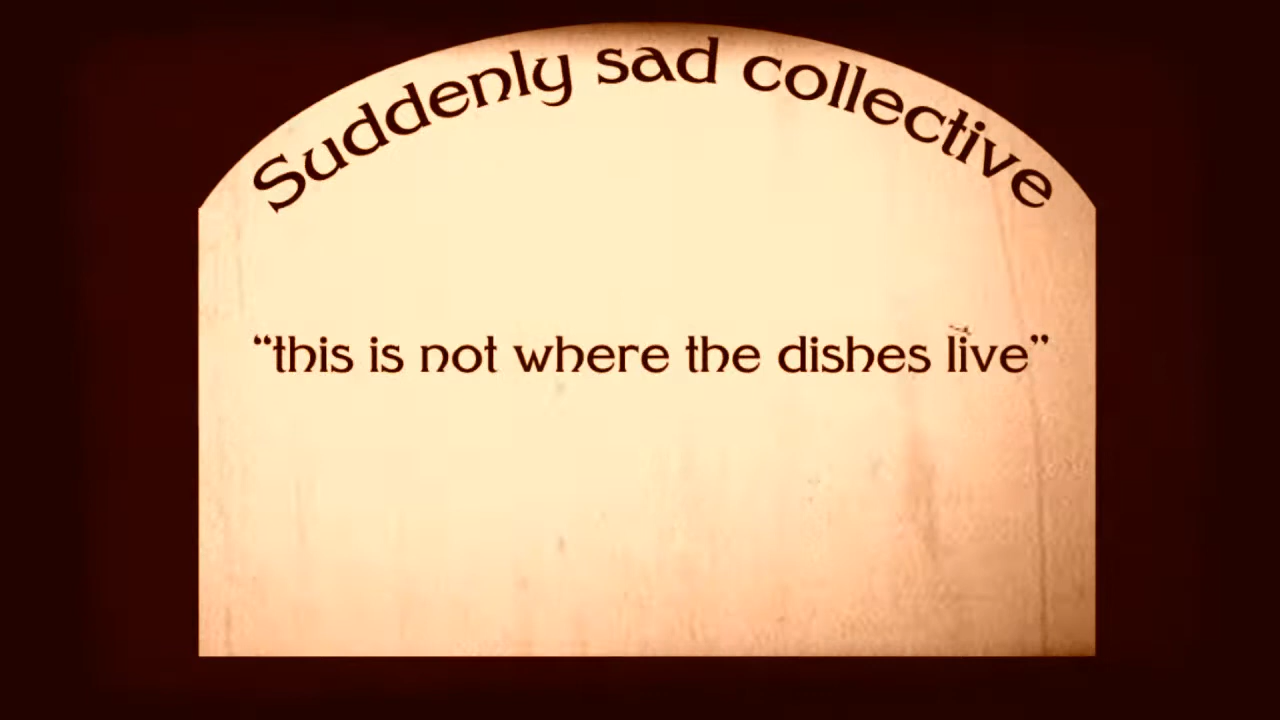 Suddenly sad collective
“this is not where the dishes live”